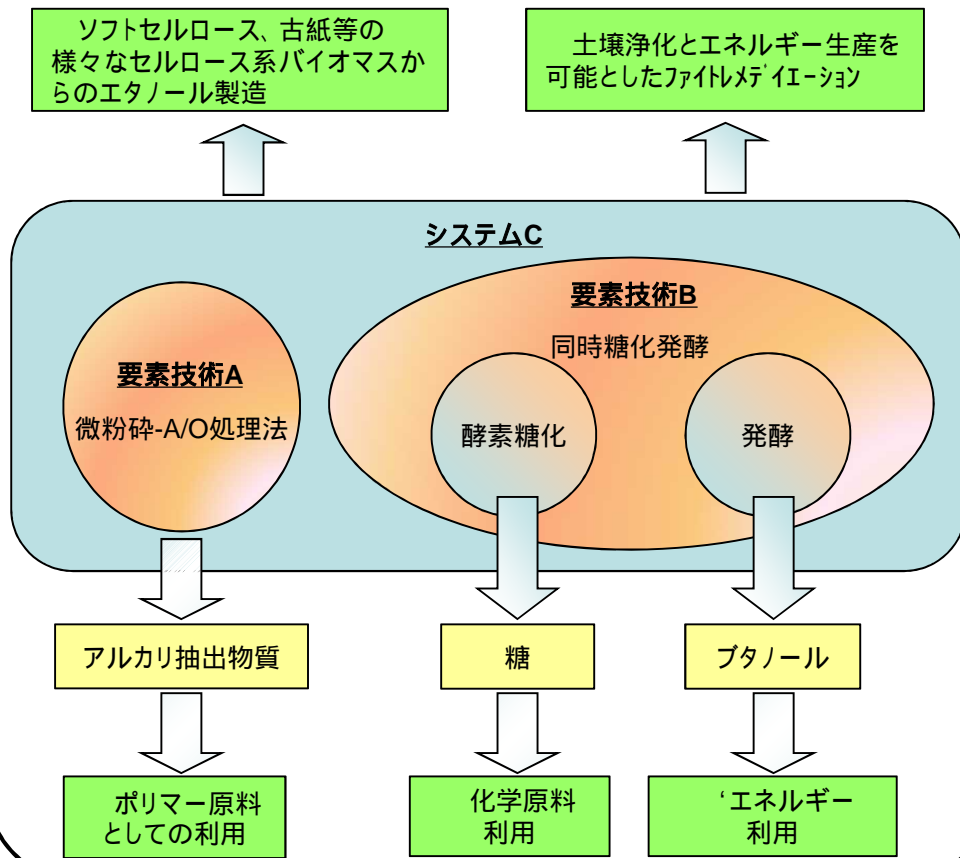 ソフトセルロース、古紙等の
様々なセルロース系バイオマスか
らのエタノール製造
土壌浄化とエネルギー生産を
可能としたファイトレメディエーション
システムC
要素技術B
同時糖化発酵
要素技術A
微粉砕-A/O処理法
酵素糖化
発酵
アルカリ抽出物質
糖
ブタノール
ポリマー原料
としての利用
化学原料
利用
‘エネルギー
利用